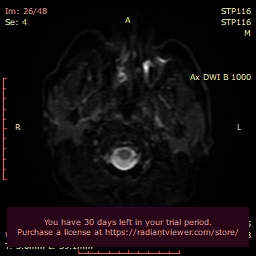 Im: 26/48
Se: 4
STP116
STP116
M
A
Ax DWI B 1000
R
L
You have 30 days left in your trial period.
Purchase a license at https://radiantviewer.com/store/